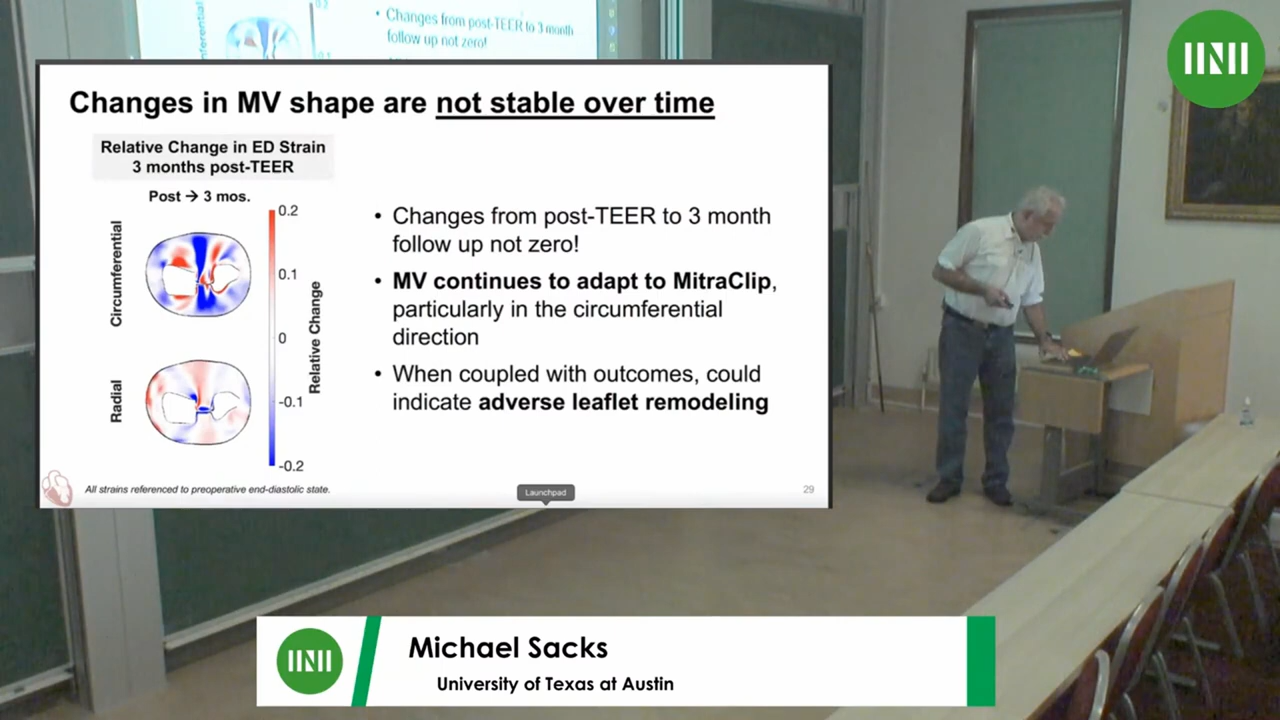 0.2
Changes from post-TEER to 3 month
follow up not zero!
0.1
Changes in MV shape are not stable over time
Relative Change in ED Strain
3 months post-TEER
Post → 3 mos.
Circumferential
Radial
0.2
0.1
0
-0.1
-0.2
Relative Change
• Changes from post-TEER to 3 month
follow up not zero!
• MV continues to adapt to MitraClip,
particularly in the circumferential
direction
• When coupled with outcomes, could
indicate adverse leaflet remodeling
All strains referenced to preoperative end-diastolic state.
Launchpad
29
Michael Sacks
University of Texas at Austin